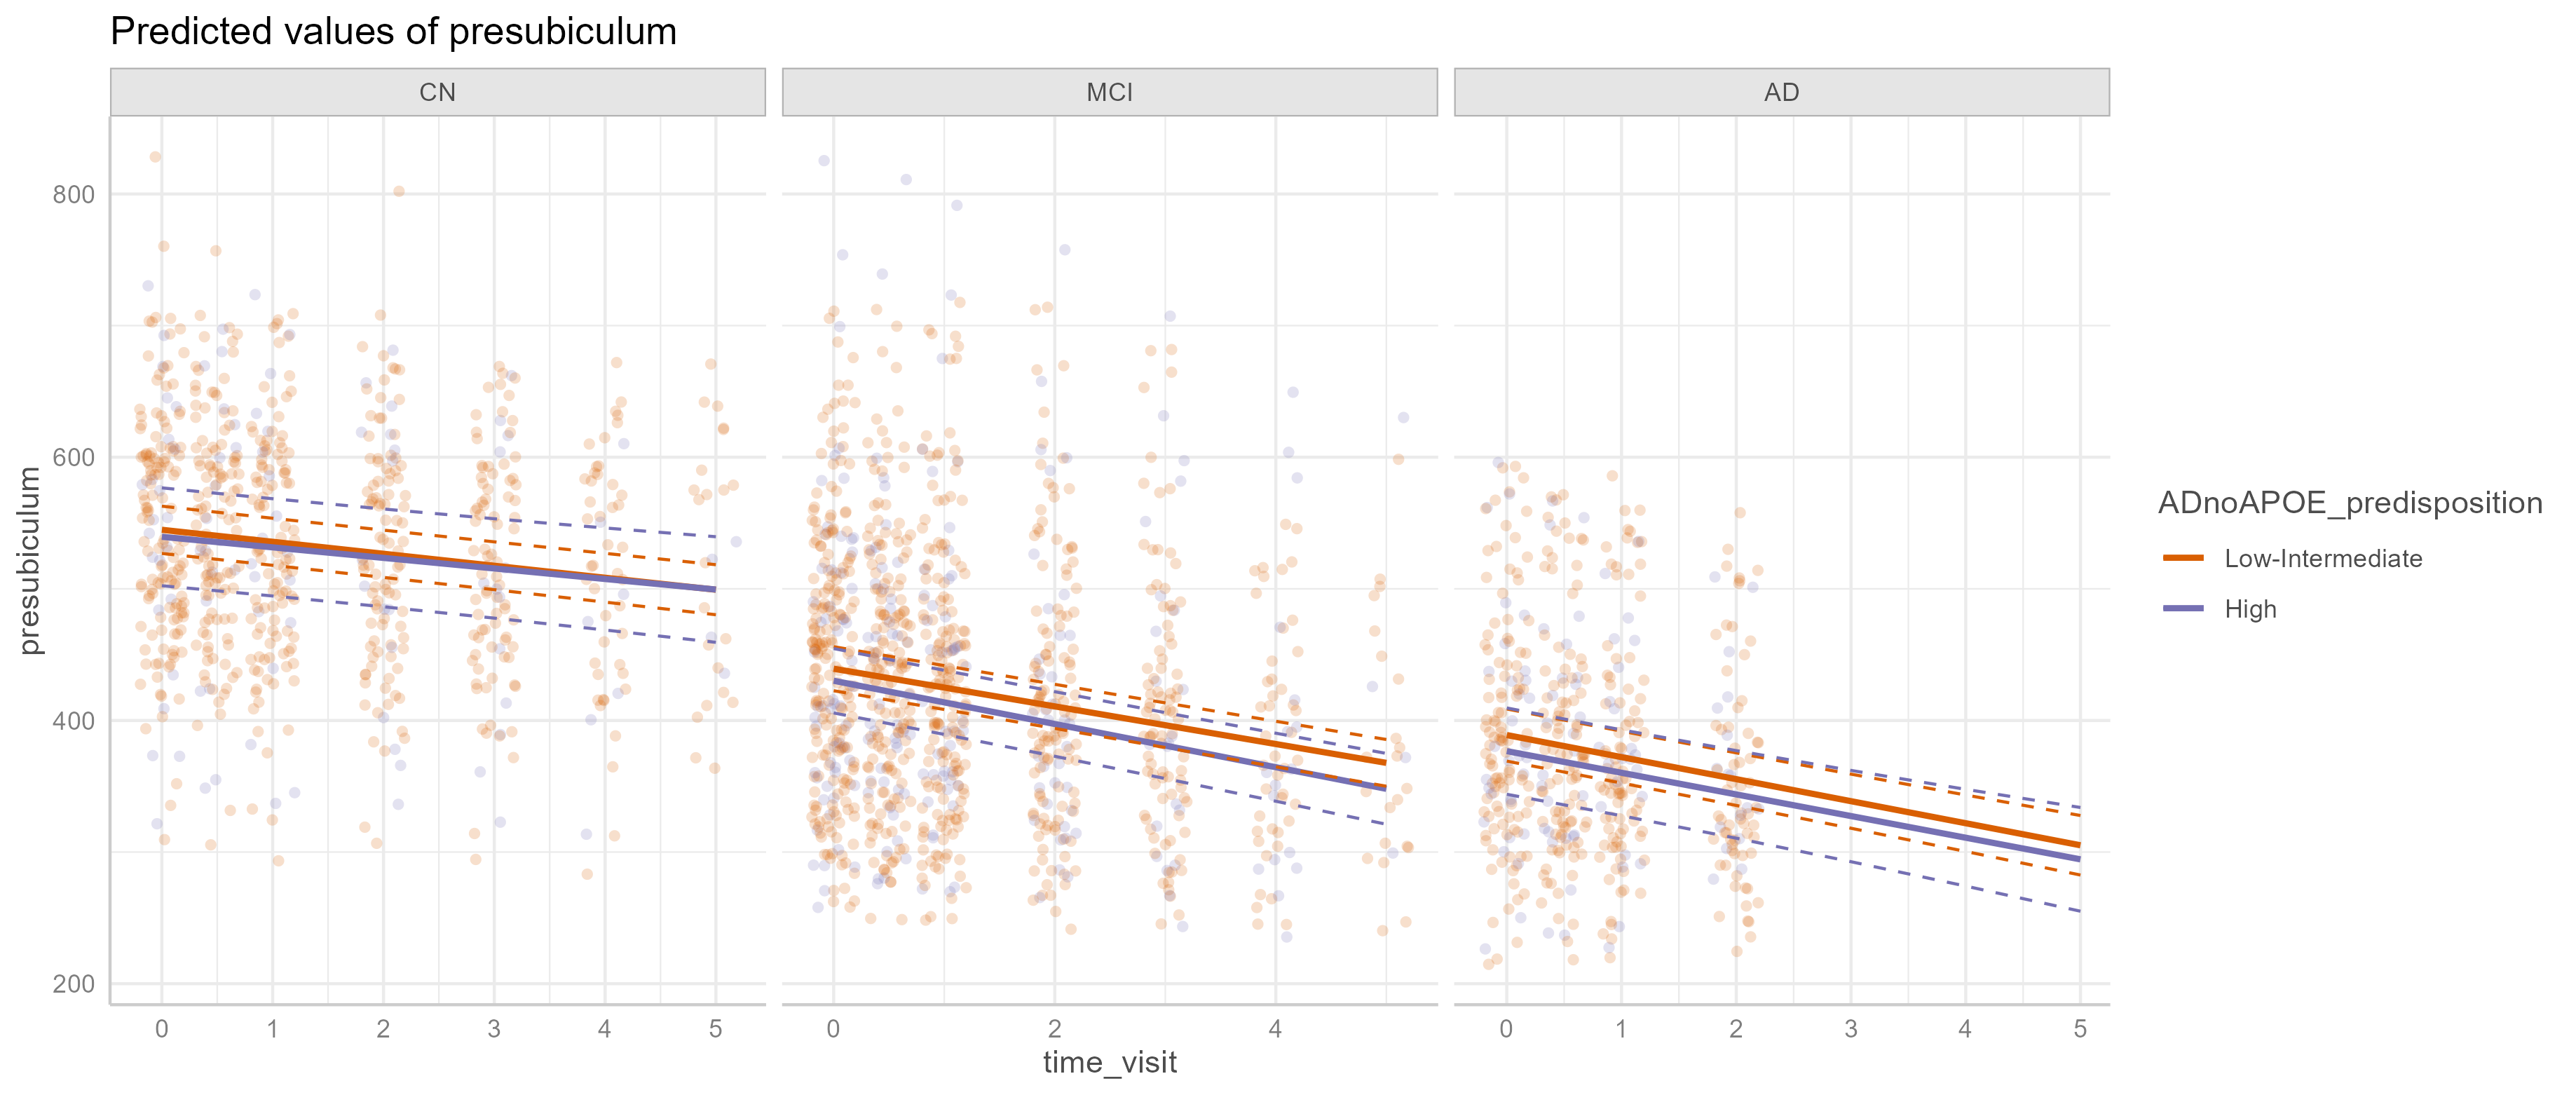 Predicted values of presubiculum
CN
MCI
AD
800
600
400
200
presubiculum
0 1 2 3 4 5
0 2 4
0 1 2 3 4 5
time_visit
ADnoAPOE_predisposition
Low-Intermediate
High